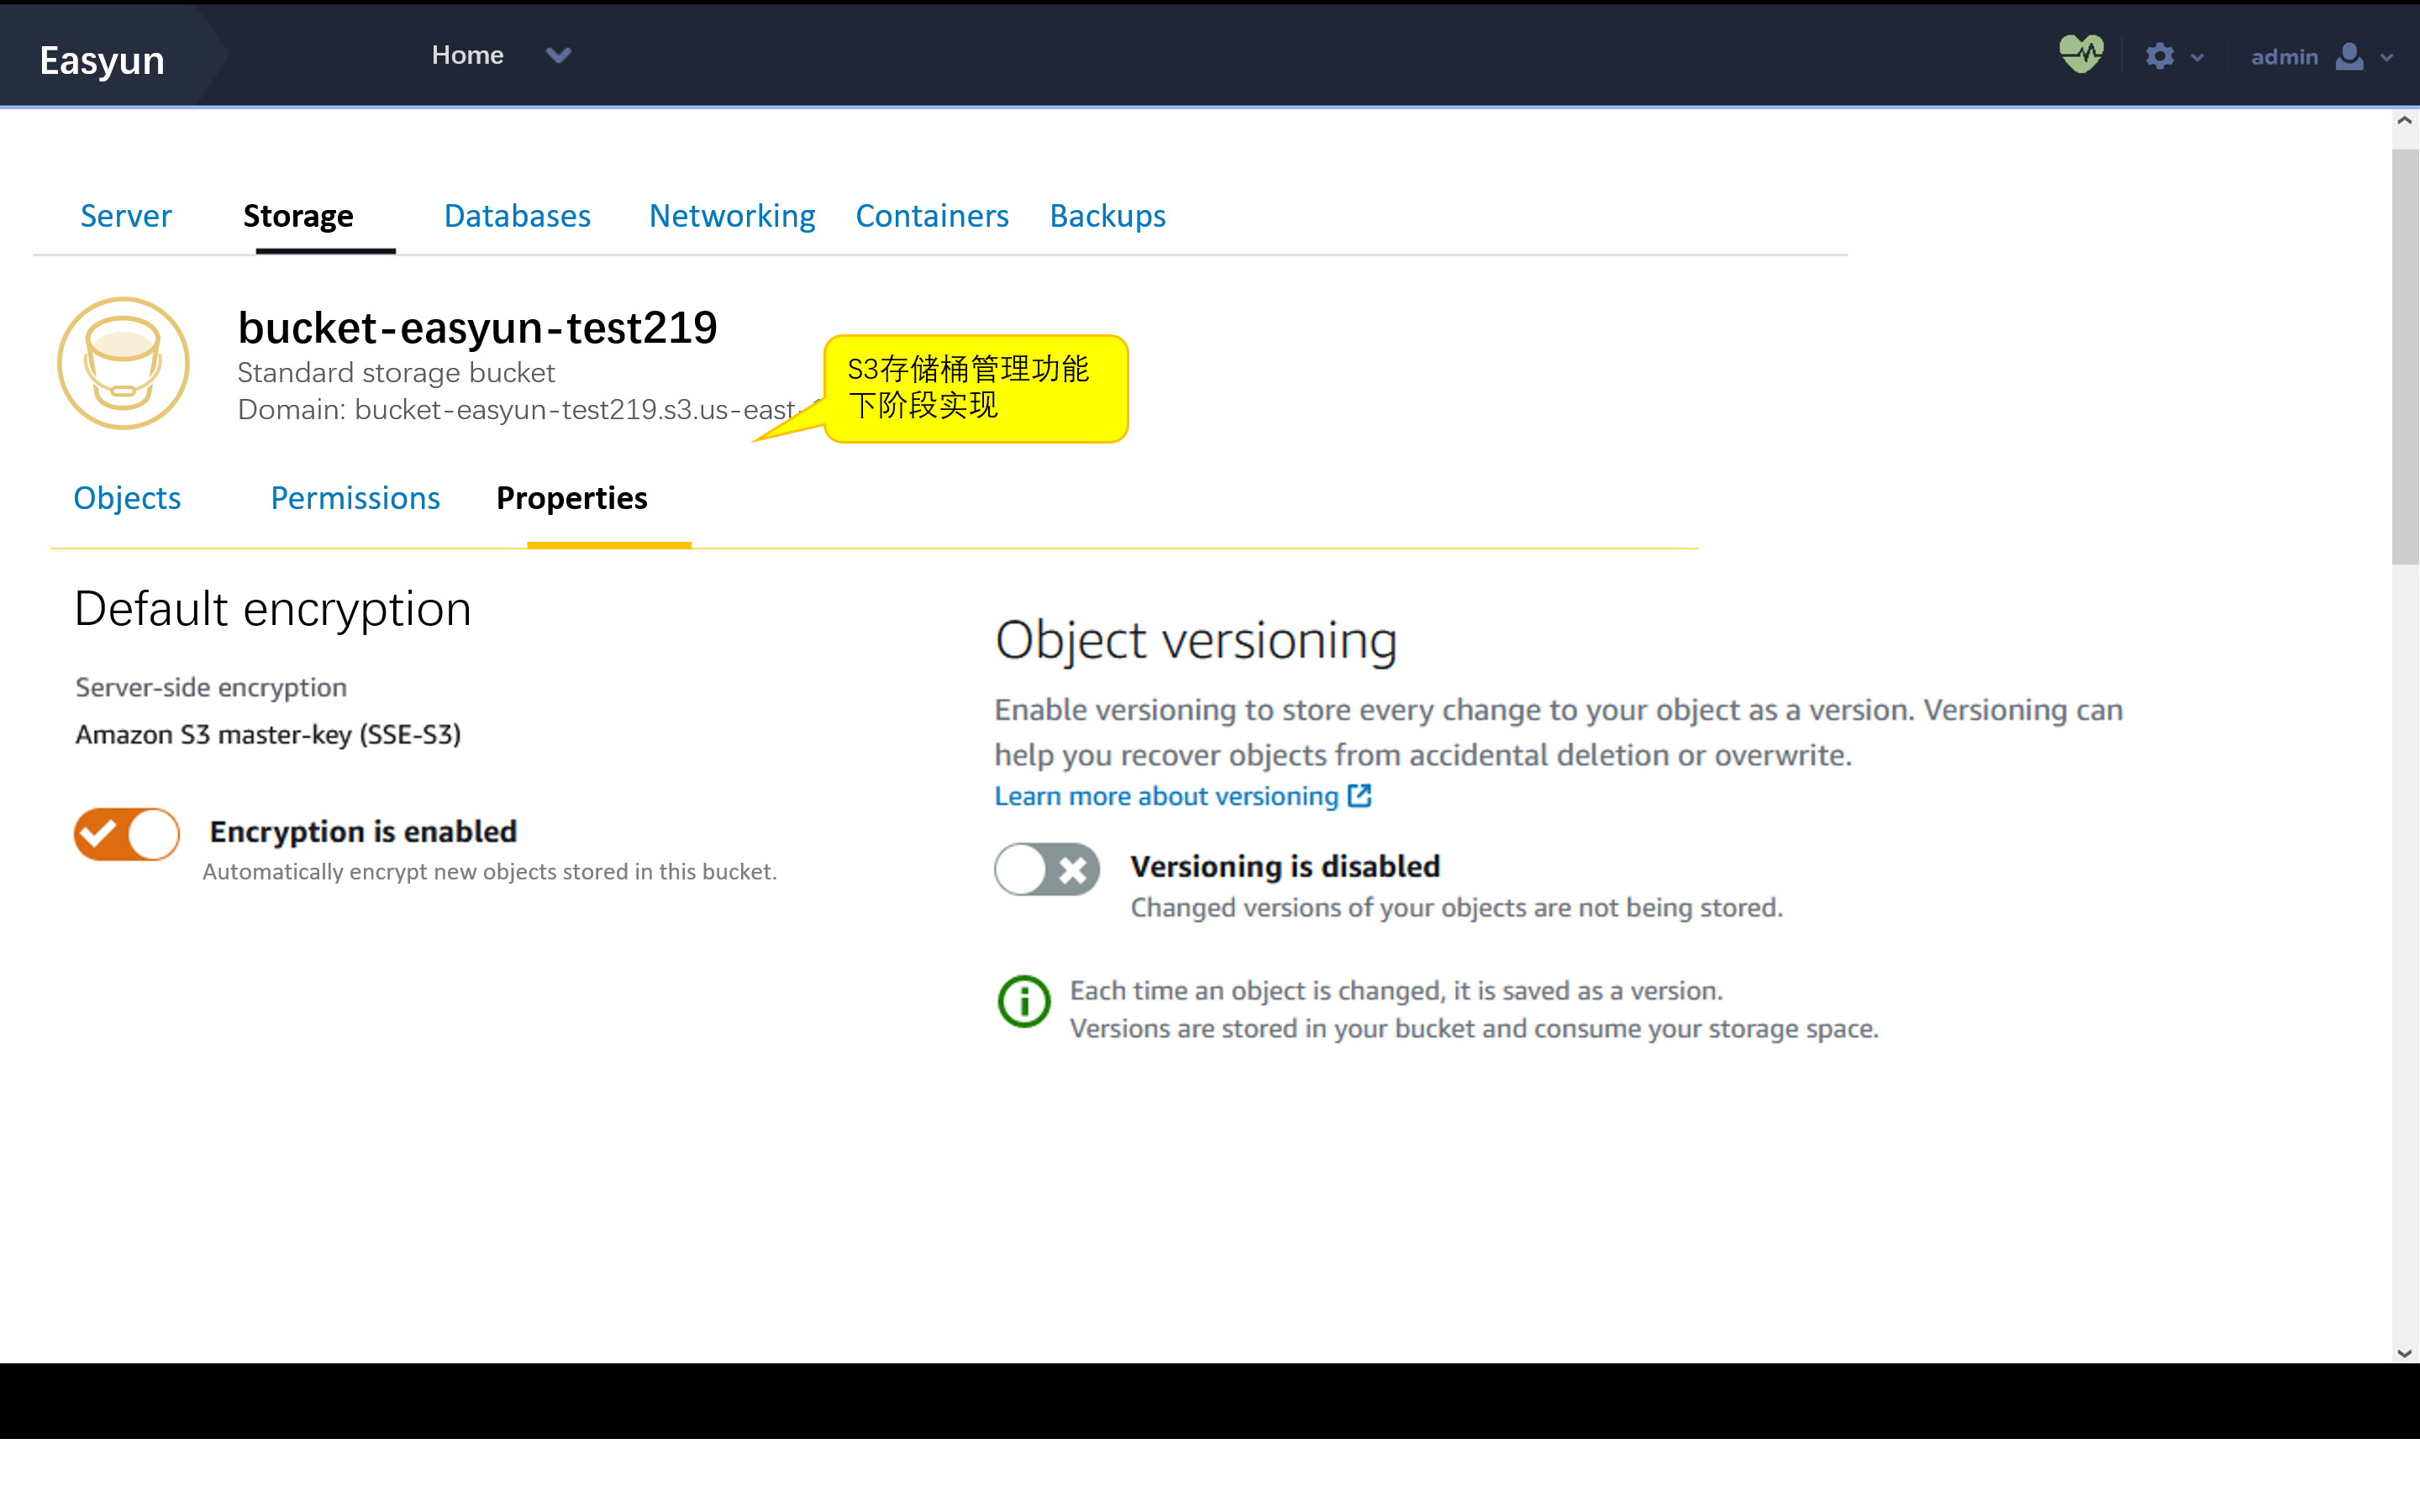 Easyun
Home
admin
Server Storage Databases Networking Containers Backups
bucket-easyun-test219
Standard storage bucket
Domain: bucket-easyun-test219.s3.us-east-
S3存储桶管理功能
下阶段实现
Objects Permissions Properties
Default encryption
Server-side encryption
Amazon S3 master-key (SSE-S3)
Encryption is enabled
Automatically encrypt new objects stored in this bucket.
Object versioning
Enable versioning to store every change to your object as a version. Versioning can
help you recover objects from accidental deletion or overwrite.
Learn more about versioning
Versioning is disabled
Changed versions of your objects are not being stored.
Each time an object is changed, it is saved as a version.
Versions are stored in your bucket and consume your storage space.